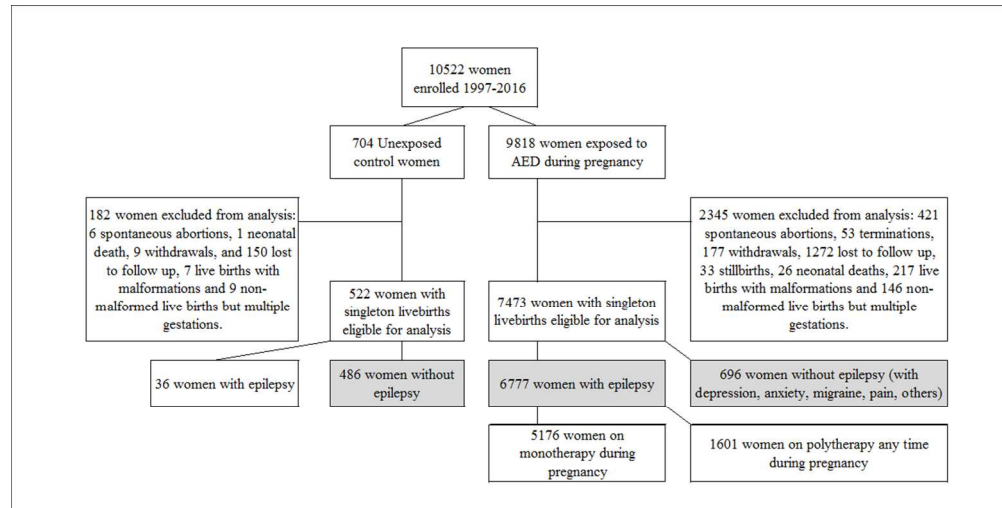 10522 women
enrolled 1997-2016
704 Unexposed
control women
9818 women exposed to
AED during pregnancy
182 women excluded from analysis:
6 spontaneous abortions, 1 neonatal
death, 9 withdrawals, and 150 lost
to follow up, 7 live births with
malformations and 9 non-
malformed live births but multiple
gestations.
2345 women excluded from analysis: 421
spontaneous abortions, 53 terminations,
177 withdrawals, 1272 lost to follow up,
33 stillbirths, 26 neonatal deaths, 217 live
births with malformations and 146 non-
malformed live births but multiple
gestations.
522 women with
singleton livebirths
eligible for analysis
7473 women with singleton
livebirths eligible for analysis
36 women with epilepsy
486 women without
epilepsy
6777 women with epilepsy
696 women without epilepsy (with
depression, anxiety, migraine, pain, others)
5176 women on
monotherapy during
pregnancy
1601 women on polytherapy any time
during pregnancy